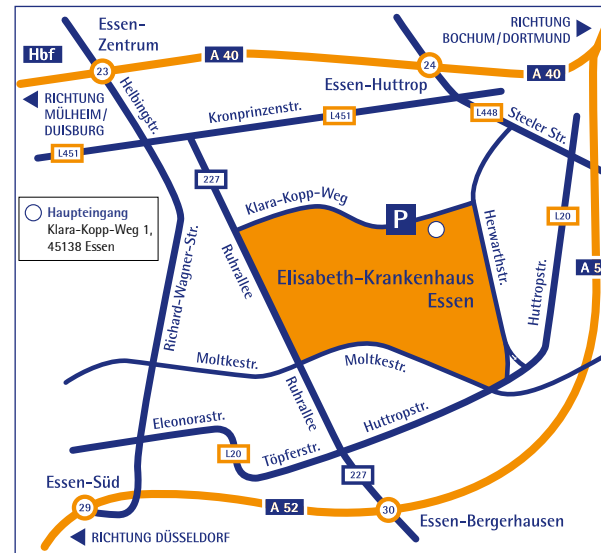 Essen-
Zentrum
Hbf
23
A 40
RICHTUNG
BOCHUM/DORTMUND
24
A 40
Essen-Huttrop
RICHTUNG
MÜLHEIM/
DUISBURG
Helbingstr.
Kronprinzenstr.
L451
L448
Steeler Str.
L451
227
Klara-Kopp-Weg
P
L20
Haupteingang
Klara-Kopp-Weg 1,
45138 Essen
Herwarthstr.
Ruhrallee
Richard-Wagner-Str.
Elisabeth-Krankenhaus
Essen
A 5
Huttropstr.
Moltkestr.
Moltkestr.
Ruhrallee
Huttropstr.
Eleonorastr.
L20
Töpferstr.
227
Essen-Süd
29
A 52
30
Essen-Bergerhausen
RICHTUNG DÜSSELDORF